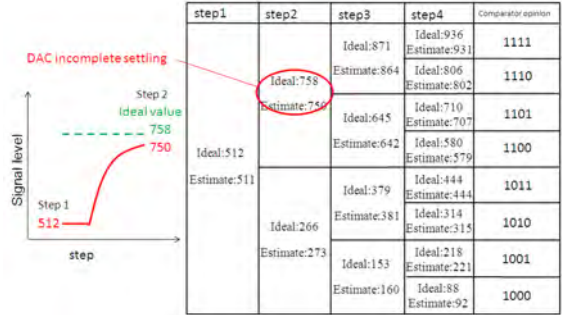 DAC incomplete settling
Step 2
Ideal value
758
750
Step 1
512
Signal level
step
step1 step2 step3 step4 Comparator opinion
Ideal:512
Estimate:511
Ideal:758
Estimate:750
Ideal:266
Estimate:273
Ideal:871
Estimate:864
Ideal:645
Estimate:642
Ideal:379
Estimate:381
Ideal:153
Estimate:160
Ideal:936
Estimate:931
1111
Ideal:806
Estimate:802
1110
Ideal:710
Estimate:707
1101
Ideal:580
Estimate:579
1100
Ideal:444
Estimate:444
1011
Ideal:314
Estimate:315
1010
Ideal:218
Estimate:221
1001
Ideal:88
Estimate:92
1000